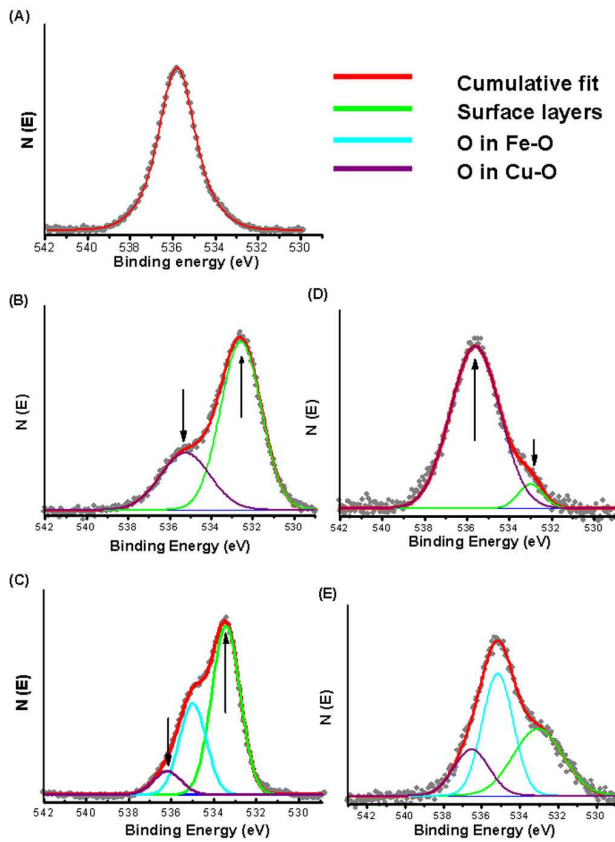 (A)
N (E)
542 540 538 536 534 532 530
Binding energy (eV)
Cumulative fit
Surface layers
O in Fe-O
O in Cu-O
(B)
N (E)
542 540 538 536 534 532 530
Binding Energy (eV)
(D)
N (E)
542 540 538 536 534 532 530
Binding Energy (eV)
(C)
N (E)
542 540 538 536 534 532 530
Binding Energy (eV)
(E)
N (E)
542 540 538 536 534 532 530
Binding Energy (eV)